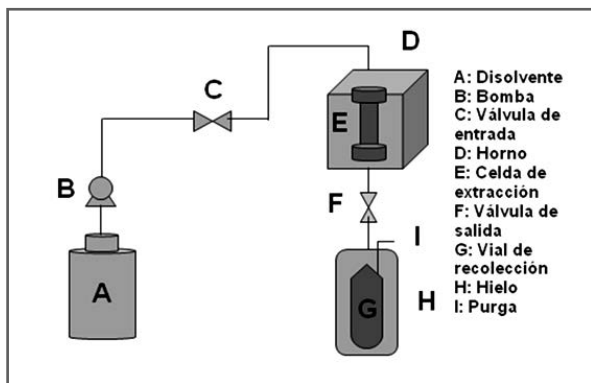 D
C
E
B
F
I
A
G
H
A: Disolvente
B: Bomba
C: Válvula de
entrada
D: Horno
E: Celda de
extracción
F: Válvula de
salida
G: Vial de
recolección
H: Hielo
I: Purga